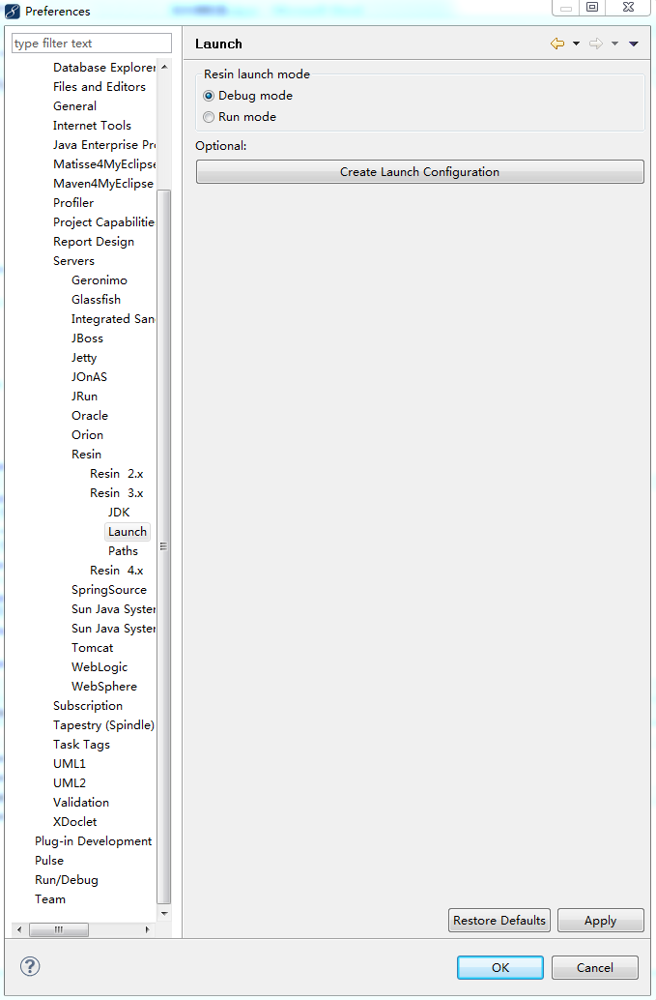 Preferences
type filter text
Database Explorer
Files and Editors
General
Internet Tools
Java Enterprise Pr
Matisse4MyEclipse
Maven4MyEclipse
Profiler
Project Capabilitie
Report Design
Servers
Geronimo
Glassfish
Integrated San
JBoss
Jetty
JOnAS
JRun
Oracle
Orion
Resin
Resin 2.x
Resin 3.x
JDK
Launch
Paths
Resin 4.x
SpringSource
Sun Java Syster
Sun Java Syster
Tomcat
WebLogic
WebSphere
Subscription
Tapestry (Spindle)
Task Tags
UML1
UML2
Validation
XDoclet
Plug-in Development
Pulse
Run/Debug
Team
Launch
Resin launch mode
Debug mode
Run mode
Optional:
Create Launch Configuration
Restore Defaults
Apply
OK
Cancel